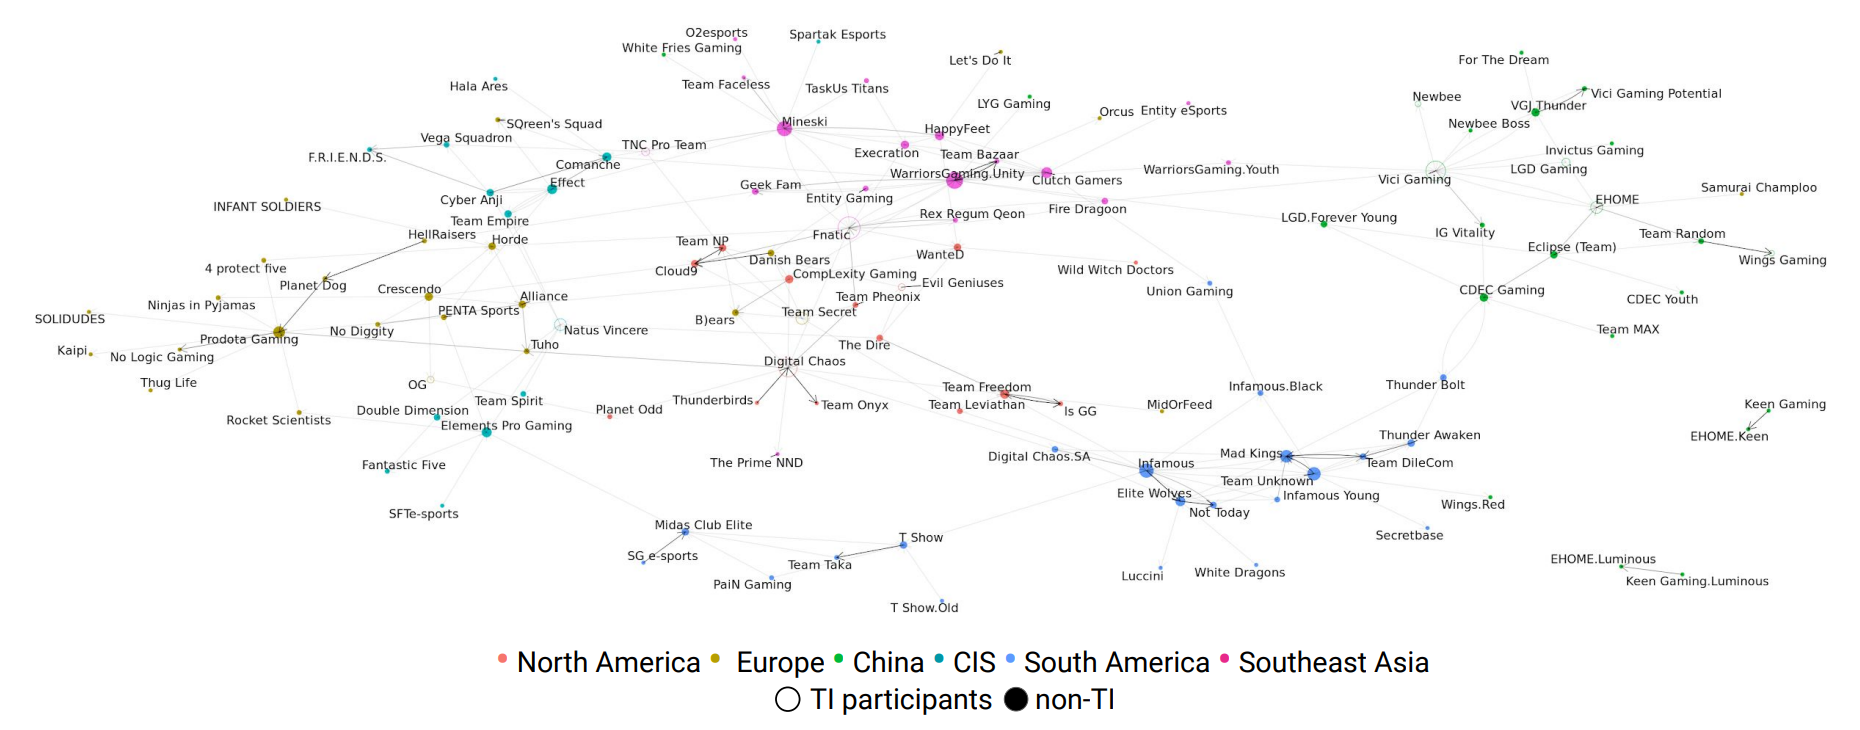 O2esports
White Fries Gaming
Spartak Esports
Let's Do It
For The Dream
Hala Ares
Team Faceless
TaskUs Titans
LYG Gaming
Newbee
Vici Gaming Potential
VGJ.Thunder
Orcus
Entity eSports
SQreen's Squad
Mineski
HappyFeet
Newbee Boss
Vega Squadron
TNC Pro Team
Execration
Team Bazaar
Invictus Gaming
F.R.I.E.N.D.S.
Comanche
WarriorsGaming.Unity
Clutch Gamers
WarriorsGaming.Youth
Vici Gaming
LGD Gaming
Effect
Geek Fam
Samurai Champloo
Cyber Anji
Entity Gaming
EHOME
INFANT SOLDIERS
Team Empire
Rex Regum Qeon
Fire Dragoon
LGD.Forever Young
HellRaisers
Horde
Team NP
Fnatic
IG Vitality
Team Random
Danish Bears
WanteD
Eclipse (Team)
Wings Gaming
4 protect five
Cloud9
CompLexity Gaming
Wild Witch Doctors
Planet Dog
Crescendo
Evil Geniuses
Union Gaming
CDEC Gaming
Ninjas in Pyjamas
Alliance
Team Pheonix
CDEC Youth
SOLIDUDES
PENTA Sports
B)ears
Team Secret
No Diggity
Natus Vincere
Team MAX
Prodota Gaming
Kaipi
No Logic Gaming
Tuho
The Dire
Digital Chaos
Thug Life
OG
Team Freedom
Infamous.Black
Thunder Bolt
Team Spirit
Thunderbirds
Team Onyx
Team Leviathan
Is GG
MidOrFeed
Keen Gaming
Rocket Scientists
Double Dimension
Planet Odd
Elements Pro Gaming
Thunder Awaken
EHOME.Keen
Fantastic Five
The Prime NND
Digital Chaos.SA
Infamous
Mad Kings
Team DileCom
Team Unknown
Elite Wolves
Infamous Young
Wings.Red
SFTe-sports
Not Today
Midas Club Elite
T Show
Secretbase
SG e-sports
Team Taka
EHOME.Luminous
PaiN Gaming
Luccini
White Dragons
Keen Gaming.Luminous
T Show.Old
North America Europe China CIS South America Southeast Asia
TI participants non-TI